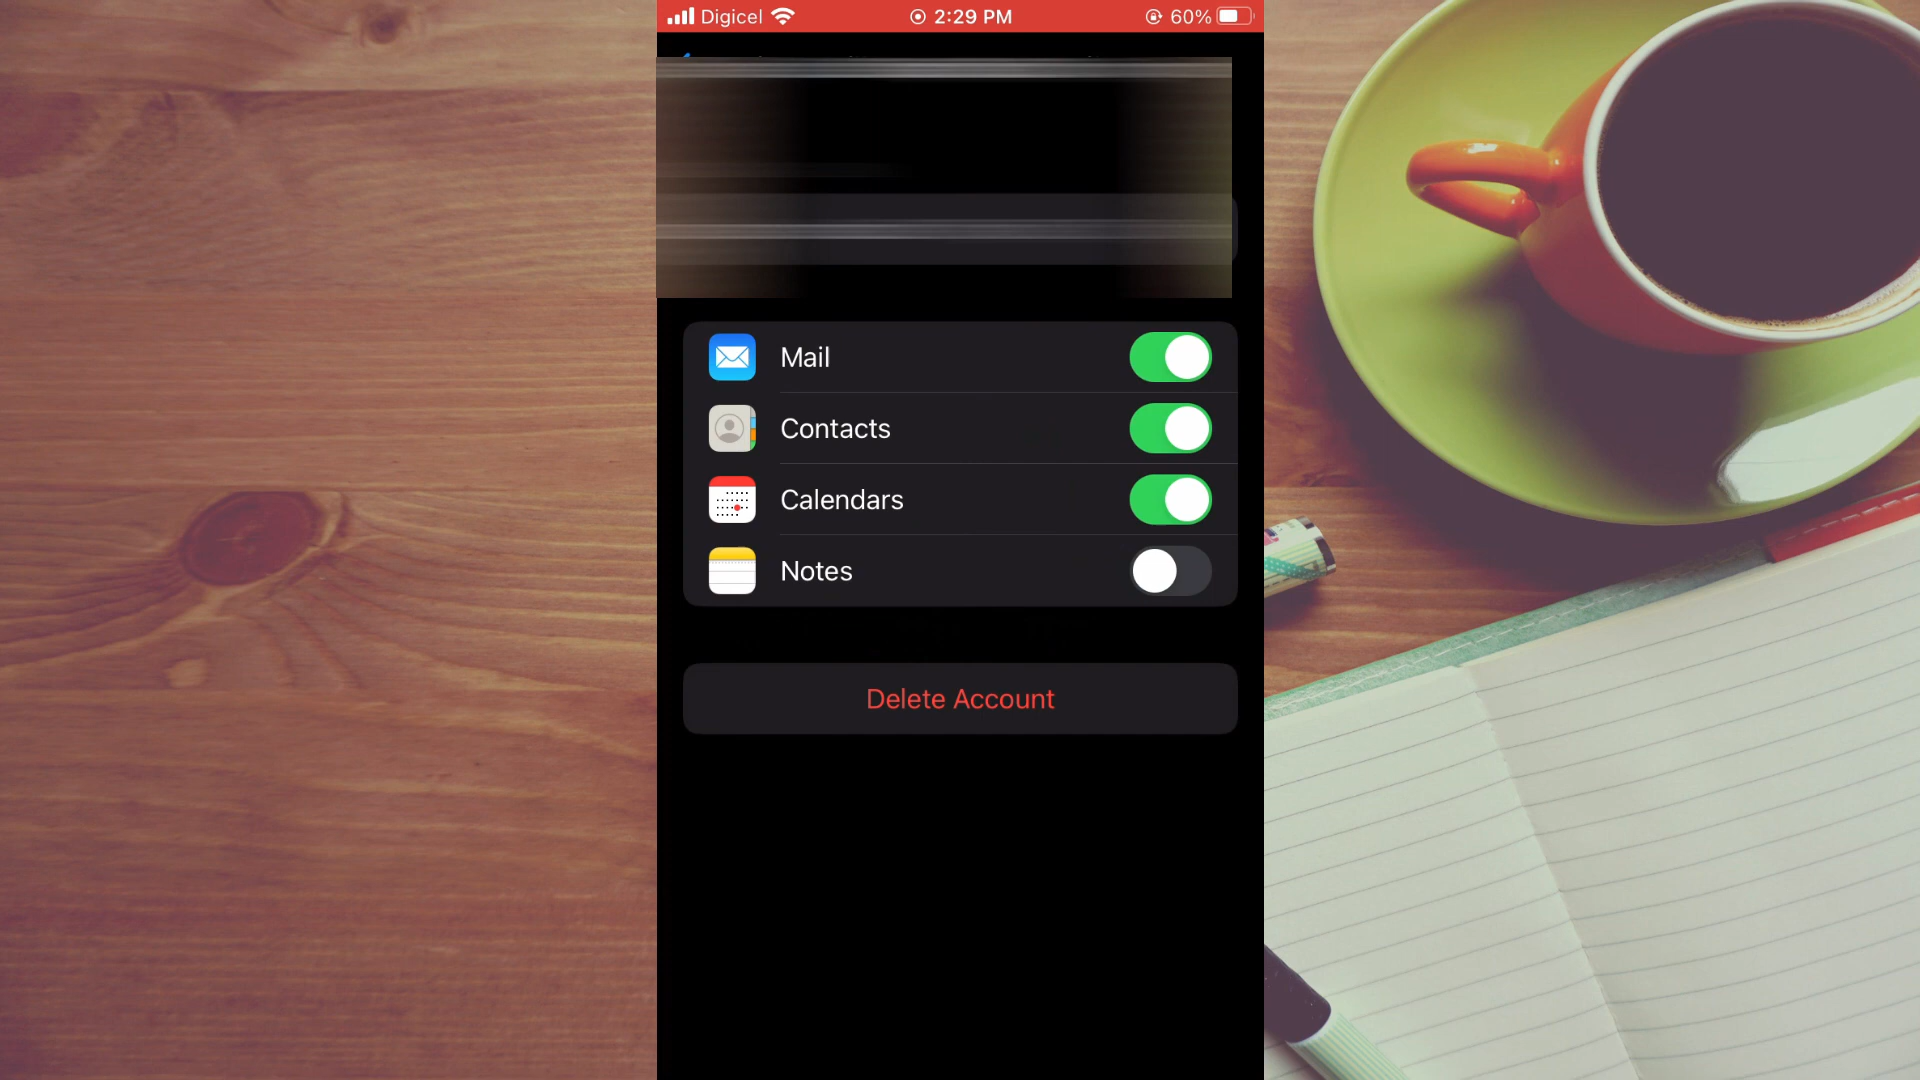 Digicel 2:29 PM 60%
Mail
Contacts
Calendars
Notes
Delete Account